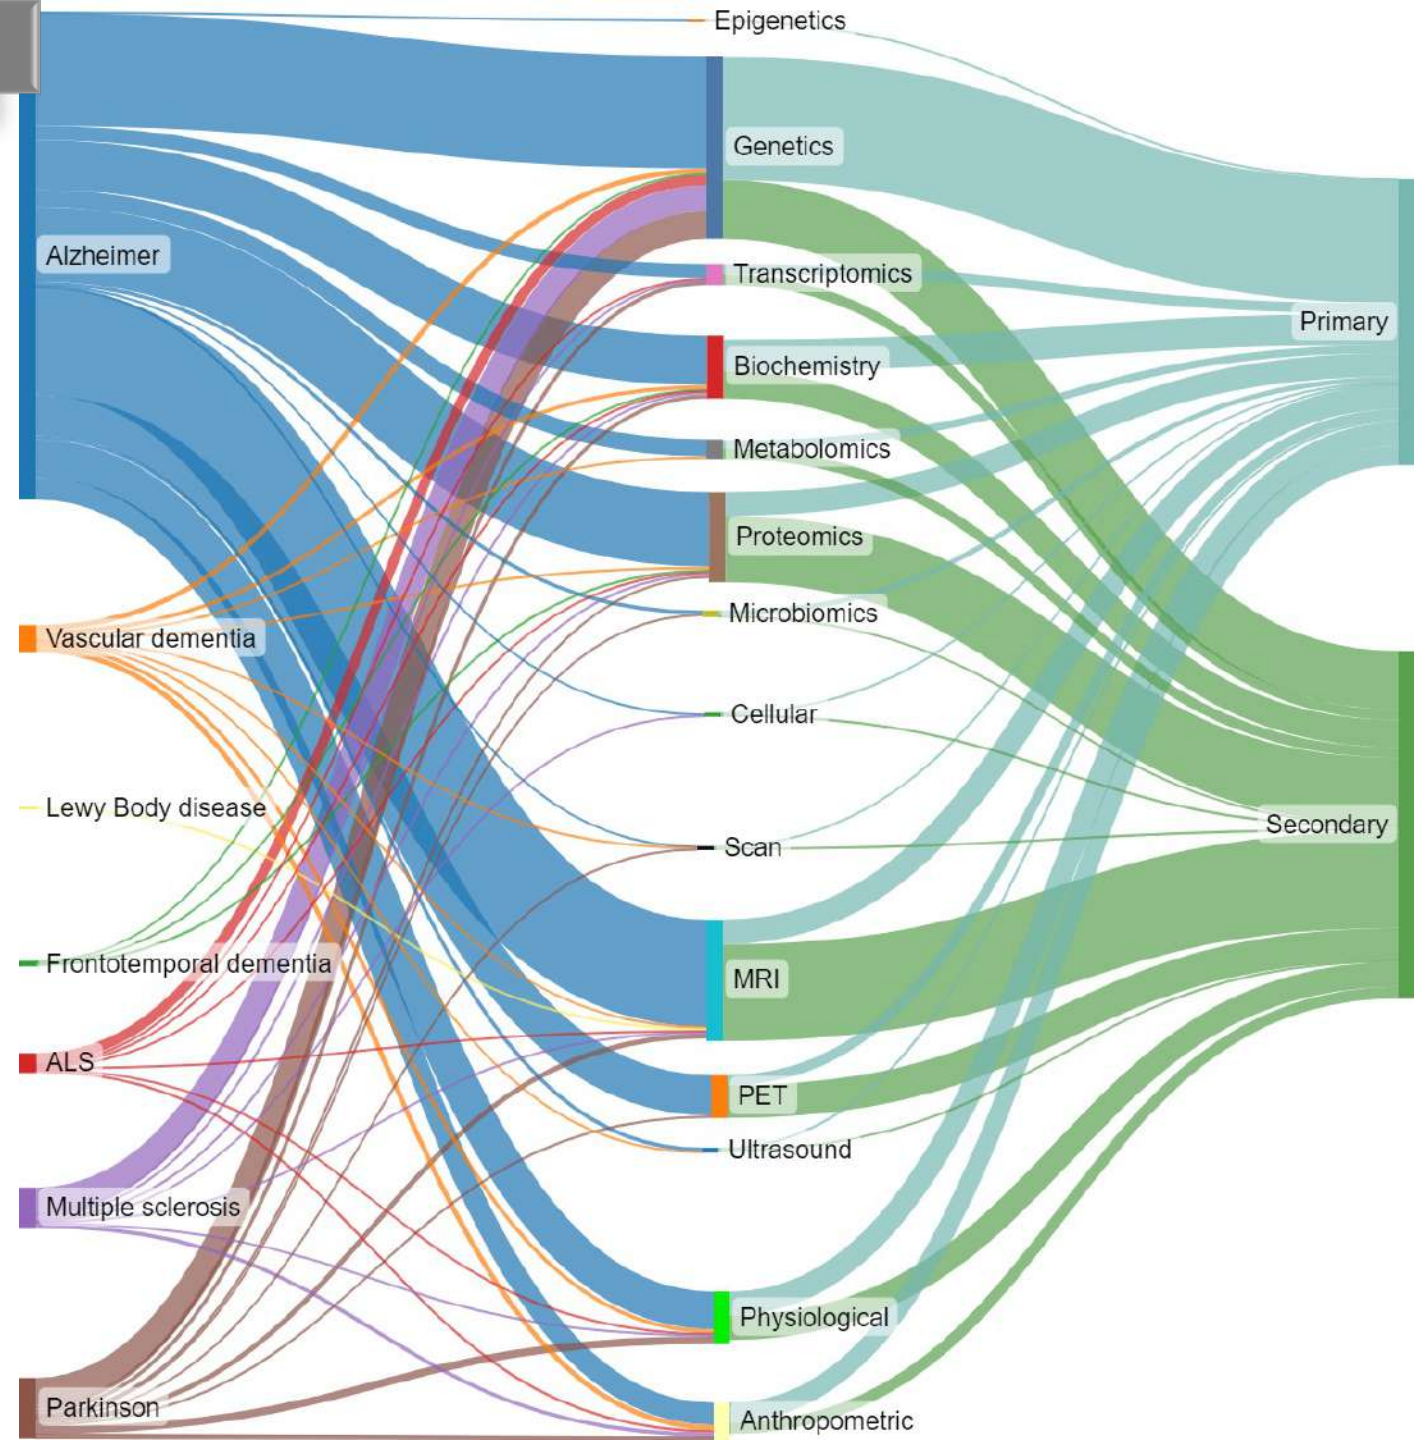 Epigenetics
Genetics
Alzheimer
Transcriptomics
Primary
Biochemistry
Metabolomics
Proteomics
Microbiomics
Vascular dementia
Cellular
Lewy Body disease
Secondary
Scan
Frontotemporal dementia
MRI
ALS
PET
Ultrasound
Multiple sclerosis
Physiological
Parkinson
Anthropometric